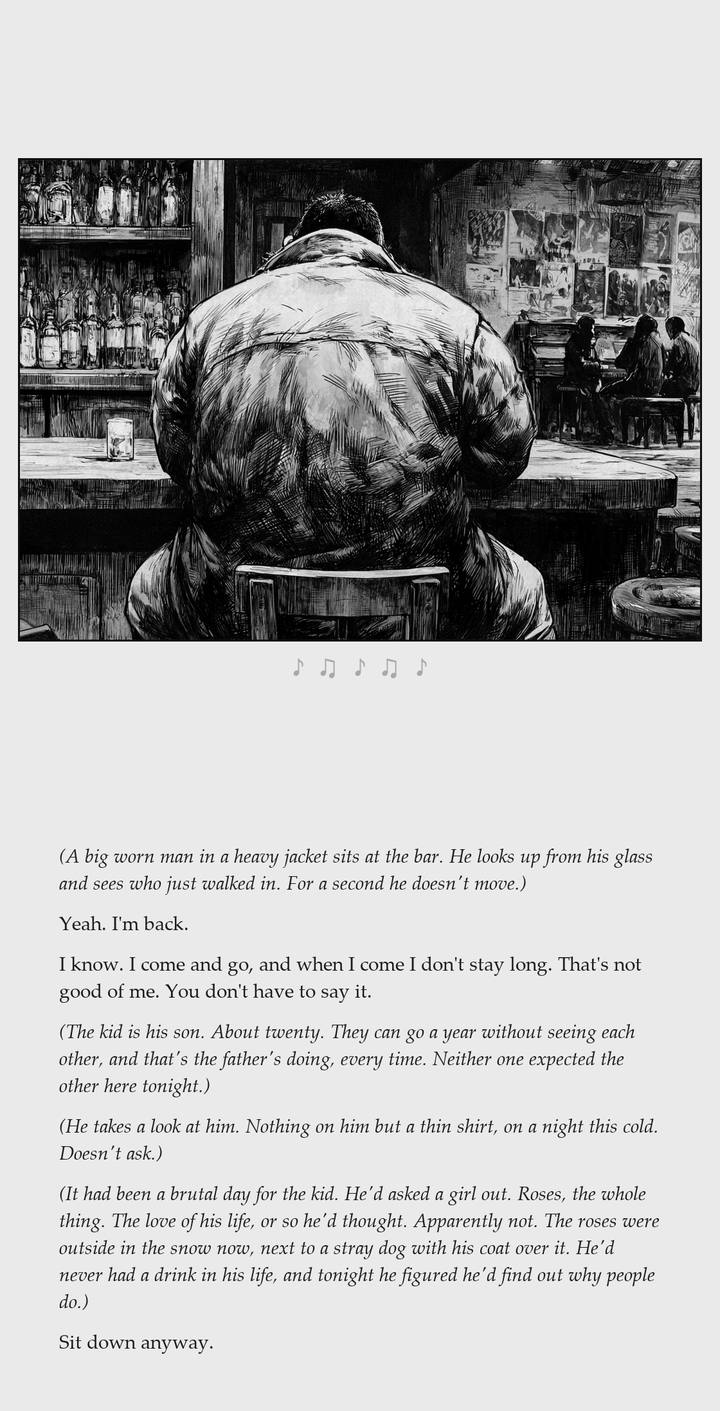 ♪ ♫ ♪ ♫ ♪
(A big worn man in a heavy jacket sits at the bar. He looks up from his glass
and sees who just walked in. For a second he doesn't move.)
Yeah. I'm back.
I know. I come and go, and when I come I don't stay long. That's not
good of me. You don't have to say it.
(The kid is his son. About twenty. They can go a year without seeing each
other, and that's the father's doing, every time. Neither one expected the
other here tonight.)
(He takes a look at him. Nothing on him but a thin shirt, on a night this cold.
Doesn't ask.)
(It had been a brutal day for the kid. He'd asked a girl out. Roses, the whole
thing. The love of his life, or so he'd thought. Apparently not. The roses were
outside in the snow now, next to a stray dog with his coat over it. He'd
never had a drink in his life, and tonight he figured he'd find out why people
do.)
Sit down anyway.